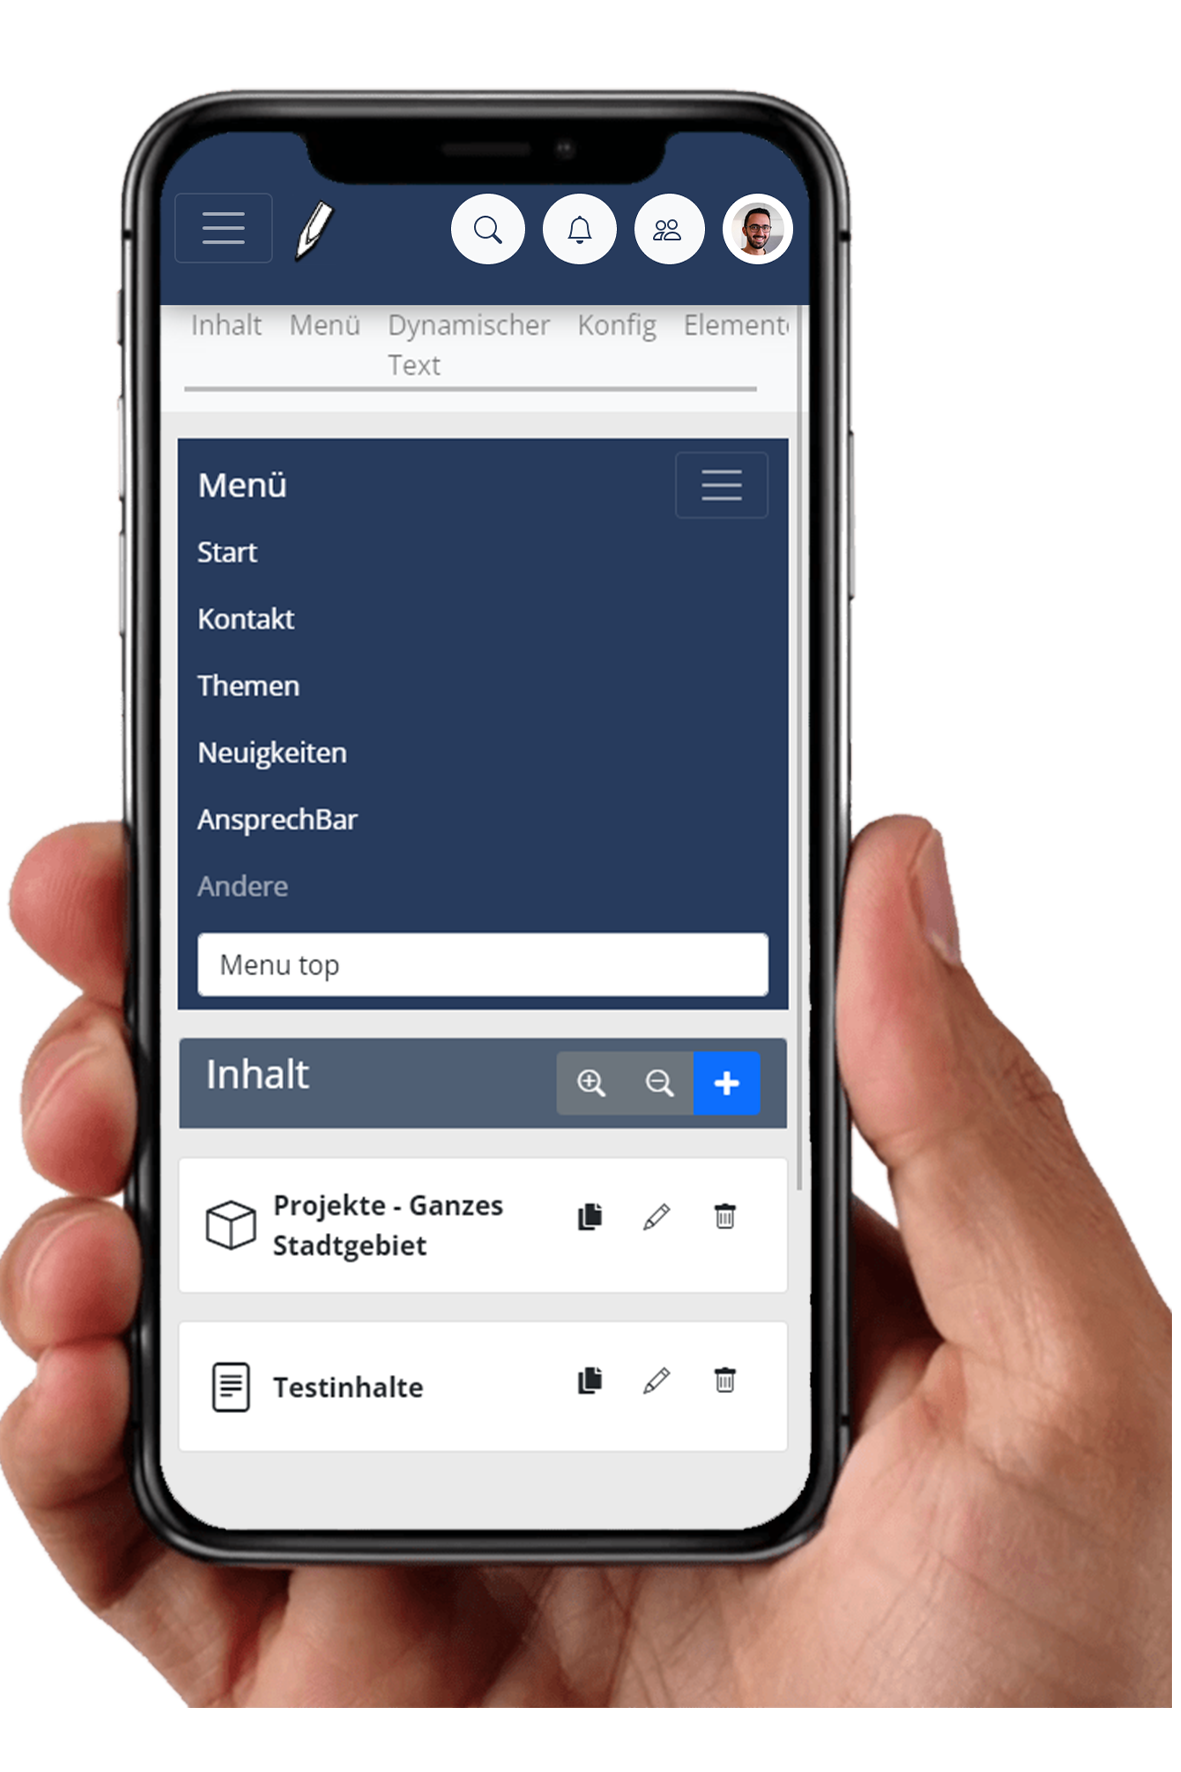 Inhalt Menü Dynamischer Konfig Elemente
Text
Menü
Start
Kontakt
Themen
Neuigkeiten
AnsprechBar
Andere
Menu top
Inhalt
Projekte - Ganzes
Stadtgebiet
Testinhalte